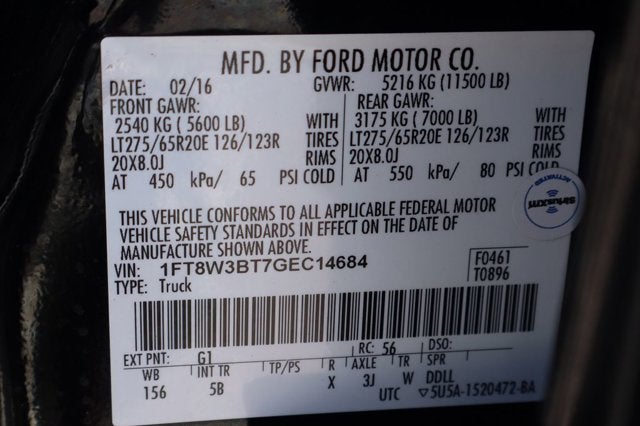 MFD. BY FORD MOTOR CO.
DATE: 02/16 GVWR: 5216 KG (11500 LB)
FRONT GAWR: REAR GAWR:
2540 KG ( 5600 LB) WITH 3175 KG ( 7000 LB) WITH
LT275/65R20E 126/123R TIRES LT275/65R20E 126/123R TIRES
20X8.0J RIMS 20X8.0J RIMS
AT 450 kPa/ 65 PSI COLD AT 550 kPa/ 80 PSI COLD
ACTIVATED
siriusxm
THIS VEHICLE CONFORMS TO ALL APPLICABLE FEDERAL MOTOR
VEHICLE SAFETY STANDARDS IN EFFECT ON THE DATE OF
MANUFACTURE SHOWN ABOVE.
VIN: 1FT8W3BT7GEC14684 F0461
TYPE: Truck T0896
EXT PNT: G1 RC: 56 DSO:
WB INT TR TP/PS R AXLE TR SPR
156 5B X 3J W DDLL
UTC ▽5U5A-1520472-BA